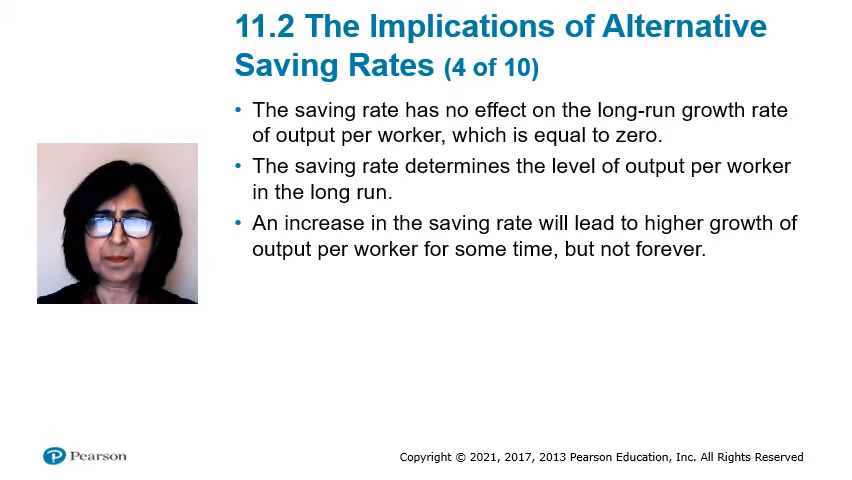 11.2 The Implications of Alternative
Saving Rates (4 of 10)
• The saving rate has no effect on the long-run growth rate
of output per worker, which is equal to zero.
• The saving rate determines the level of output per worker
in the long run.
• An increase in the saving rate will lead to higher growth of
output per worker for some time, but not forever.
Pearson
Copyright © 2021, 2017, 2013 Pearson Education, Inc. All Rights Reserved